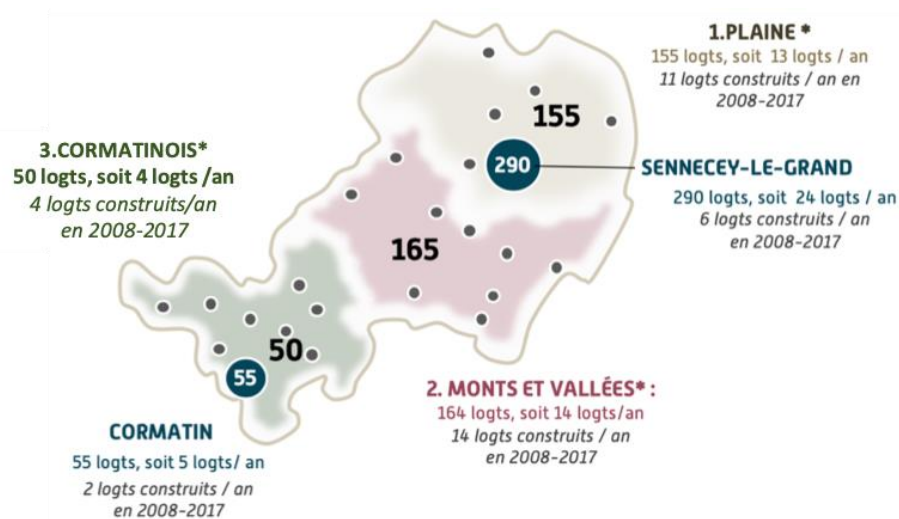 1.PLAINE *
155 logts, soit 13 logts / an
11 logts construits / an en
2008-2017
155
290
SENNECEY-LE-GRAND
290 logts, soit 24 logts / an
6 logts construits / an
en 2008-2017
3.CORMATINOIS*
50 logts, soit 4 logts /an
4 logts construits/an
en 2008-2017
165
50
55
2. MONTS ET VALLÉES* :
164 logts, soit 14 logts/an
14 logts construits / an
en 2008-2017
CORMATIN
55 logts, soit 5 logts/ an
2 logts construits / an
en 2008-2017